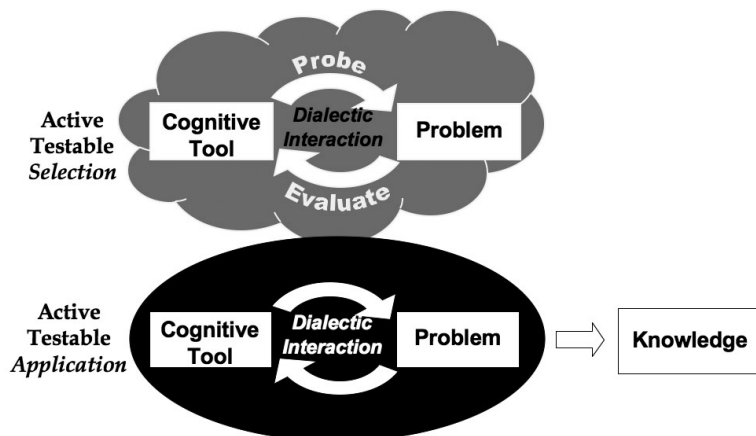 Probe
Active
Testable
Selection
Cognitive
Tool
Dialectic
Interaction
Problem
Evaluate
Active
Testable
Application
Cognitive
Tool
Dialectic
Interaction
Problem
Knowledge